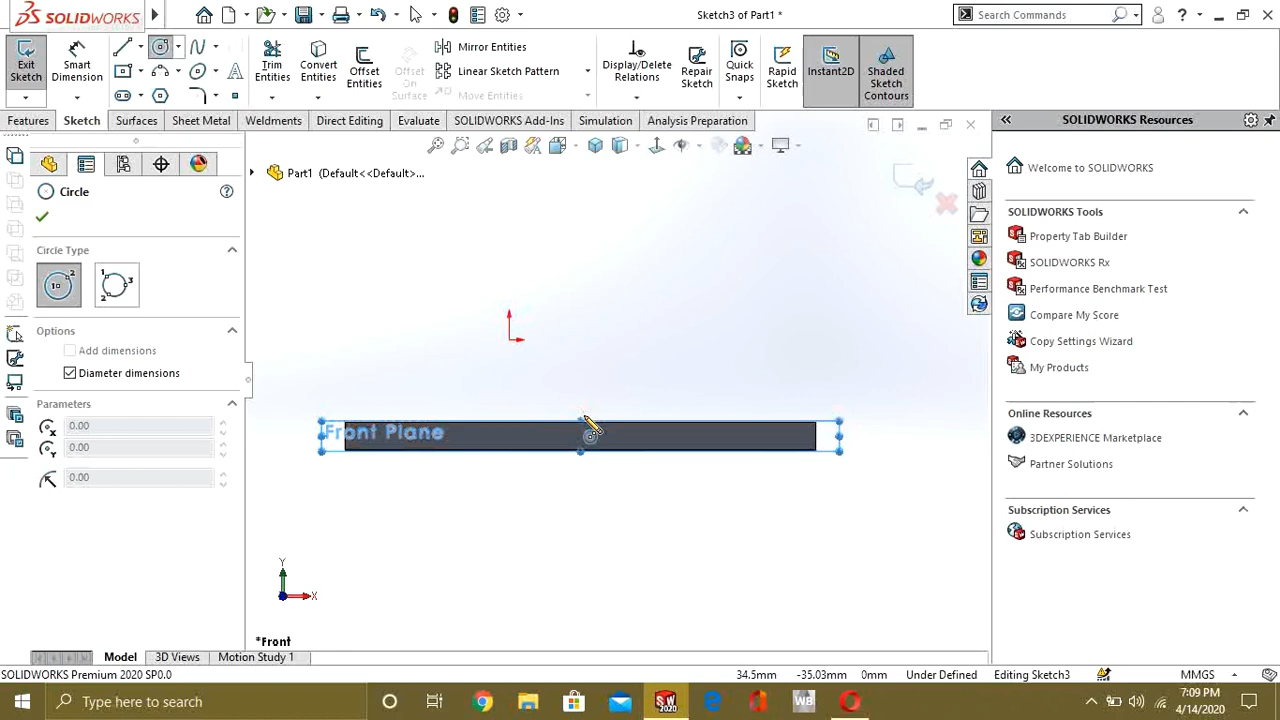 SOLIDWORKS
Sketch3 of Part1 *
Search Commands
?
Exit Sketch
Smart Dimension
Trim Entities
Convert Entities
Offset Entities
Offset On Surface
Mirror Entities
Linear Sketch Pattern
Move Entities
Display/Delete Relations
Repair Sketch
Quick Snaps
Rapid Sketch
Instant2D
Shaded Sketch Contours
Features
Sketch
Surfaces
Sheet Metal
Weldments
Direct Editing
Evaluate
SOLIDWORKS Add-Ins
Simulation
Analysis Preparation
SOLIDWORKS Resources
Circle
?
Part1 (Default<<Default>...
Circle Type
Options
Add dimensions
Diameter dimensions
Parameters
0.00
0.00
0.00
Front Plane
Y
X
*Front
Welcome to SOLIDWORKS
SOLIDWORKS Tools
Property Tab Builder
SOLIDWORKS Rx
Performance Benchmark Test
Compare My Score
Copy Settings Wizard
My Products
Online Resources
3DEXPERIENCE Marketplace
Partner Solutions
Subscription Services
Subscription Services
Model
3D Views
Motion Study 1
SOLIDWORKS Premium 2020 SP0.0
34.5mm
-35.03mm
0mm
Under Defined
Editing Sketch3
MMGS
Type here to search
SW 2020
WB
7:09 PM
4/14/2020